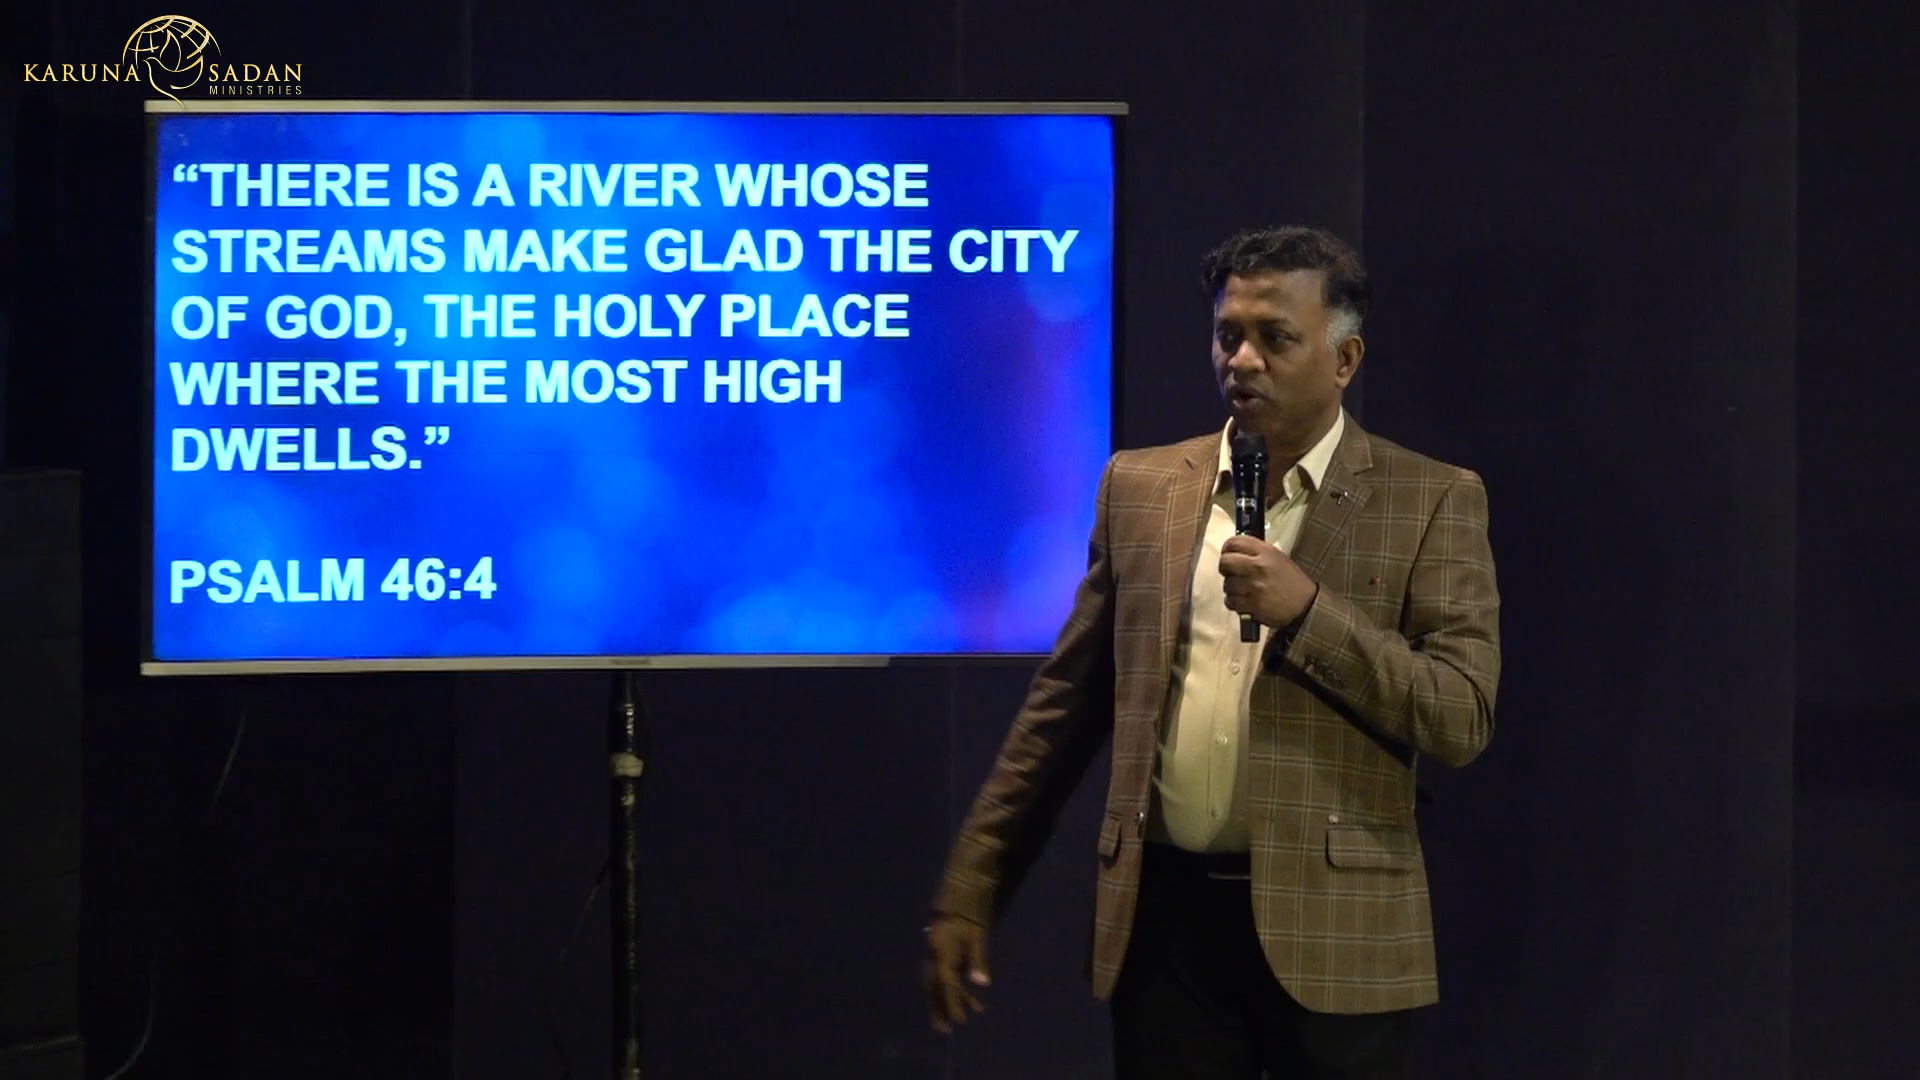 KARUNA SADAN
MINISTRIES
“THERE IS A RIVER WHOSE
STREAMS MAKE GLAD THE CITY
OF GOD, THE HOLY PLACE
WHERE THE MOST HIGH
DWELLS.”
PSALM 46:4